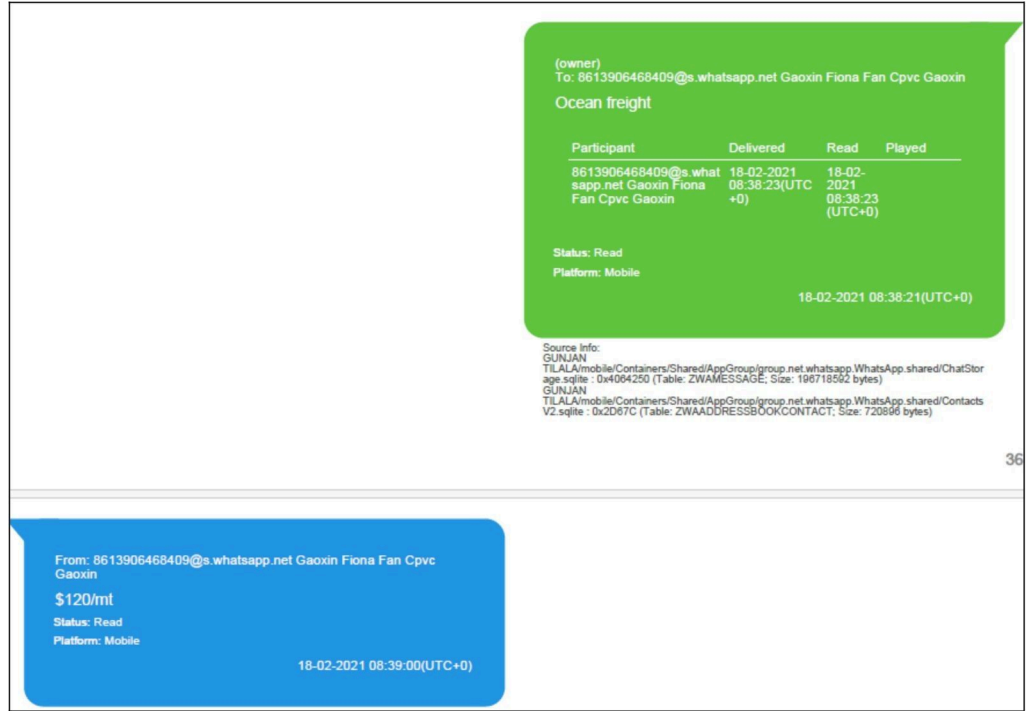 (owner)
To: 8613906468409@s.whatsapp.net Gaoxin Fiona Fan Cpvc Gaoxin
Ocean freight
Participant Delivered Read Played
8613906468409@s.what 18-02-2021 18-02-
sapp.net Gaoxin Fiona 08:38:23(UTC 2021
Fan Cpvc Gaoxin +0) 08:38:23
(UTC+0)
Status: Read
Platform: Mobile
18-02-2021 08:38:21(UTC+0)
Source Info:
GUNJAN
TILALA/mobile/Containers/Shared/AppGroup/group.net.whatsapp.WhatsApp.shared/ChatStor
age.sqlite : 0x4064250 (Table: ZWAMESSAGE; Size: 196718592 bytes)
GUNJAN
TILALA/mobile/Containers/Shared/AppGroup/group.net.whatsapp.WhatsApp.shared/Contacts
V2.sqlite : 0x2D67C (Table: ZWAADDRESSBOOKCONTACT; Size: 720896 bytes)
36
From: 8613906468409@s.whatsapp.net Gaoxin Fiona Fan Cpvc
Gaoxin
$120/mt
Status: Read
Platform: Mobile
18-02-2021 08:39:00(UTC+0)